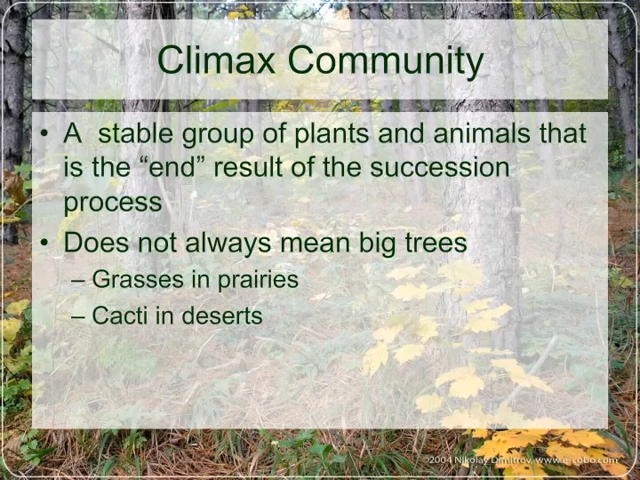 Climax Community
• A  stable group of plants and animals that
is the “end” result of the succession
process
• Does not always mean big trees
– Grasses in prairies
– Cacti in deserts
©2004 Nikolay Dimitrov www.e-cobo.com